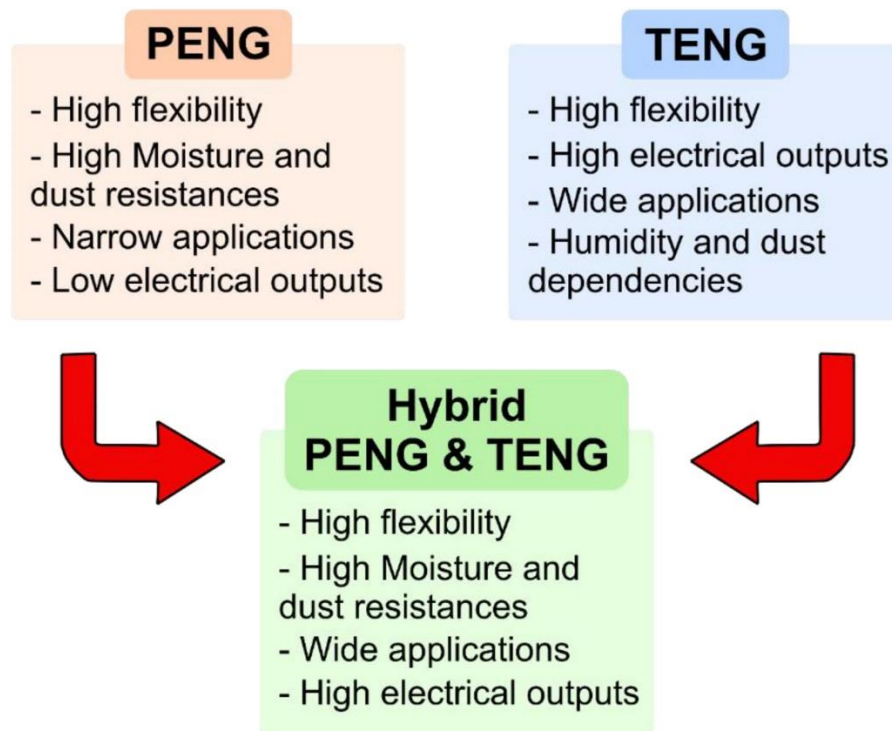 PENG
- High flexibility
- High Moisture and
dust resistances
- Narrow applications
- Low electrical outputs
TENG
- High flexibility
- High electrical outputs
- Wide applications
- Humidity and dust
dependencies
Hybrid
PENG & TENG
- High flexibility
- High Moisture and
dust resistances
- Wide applications
- High electrical outputs